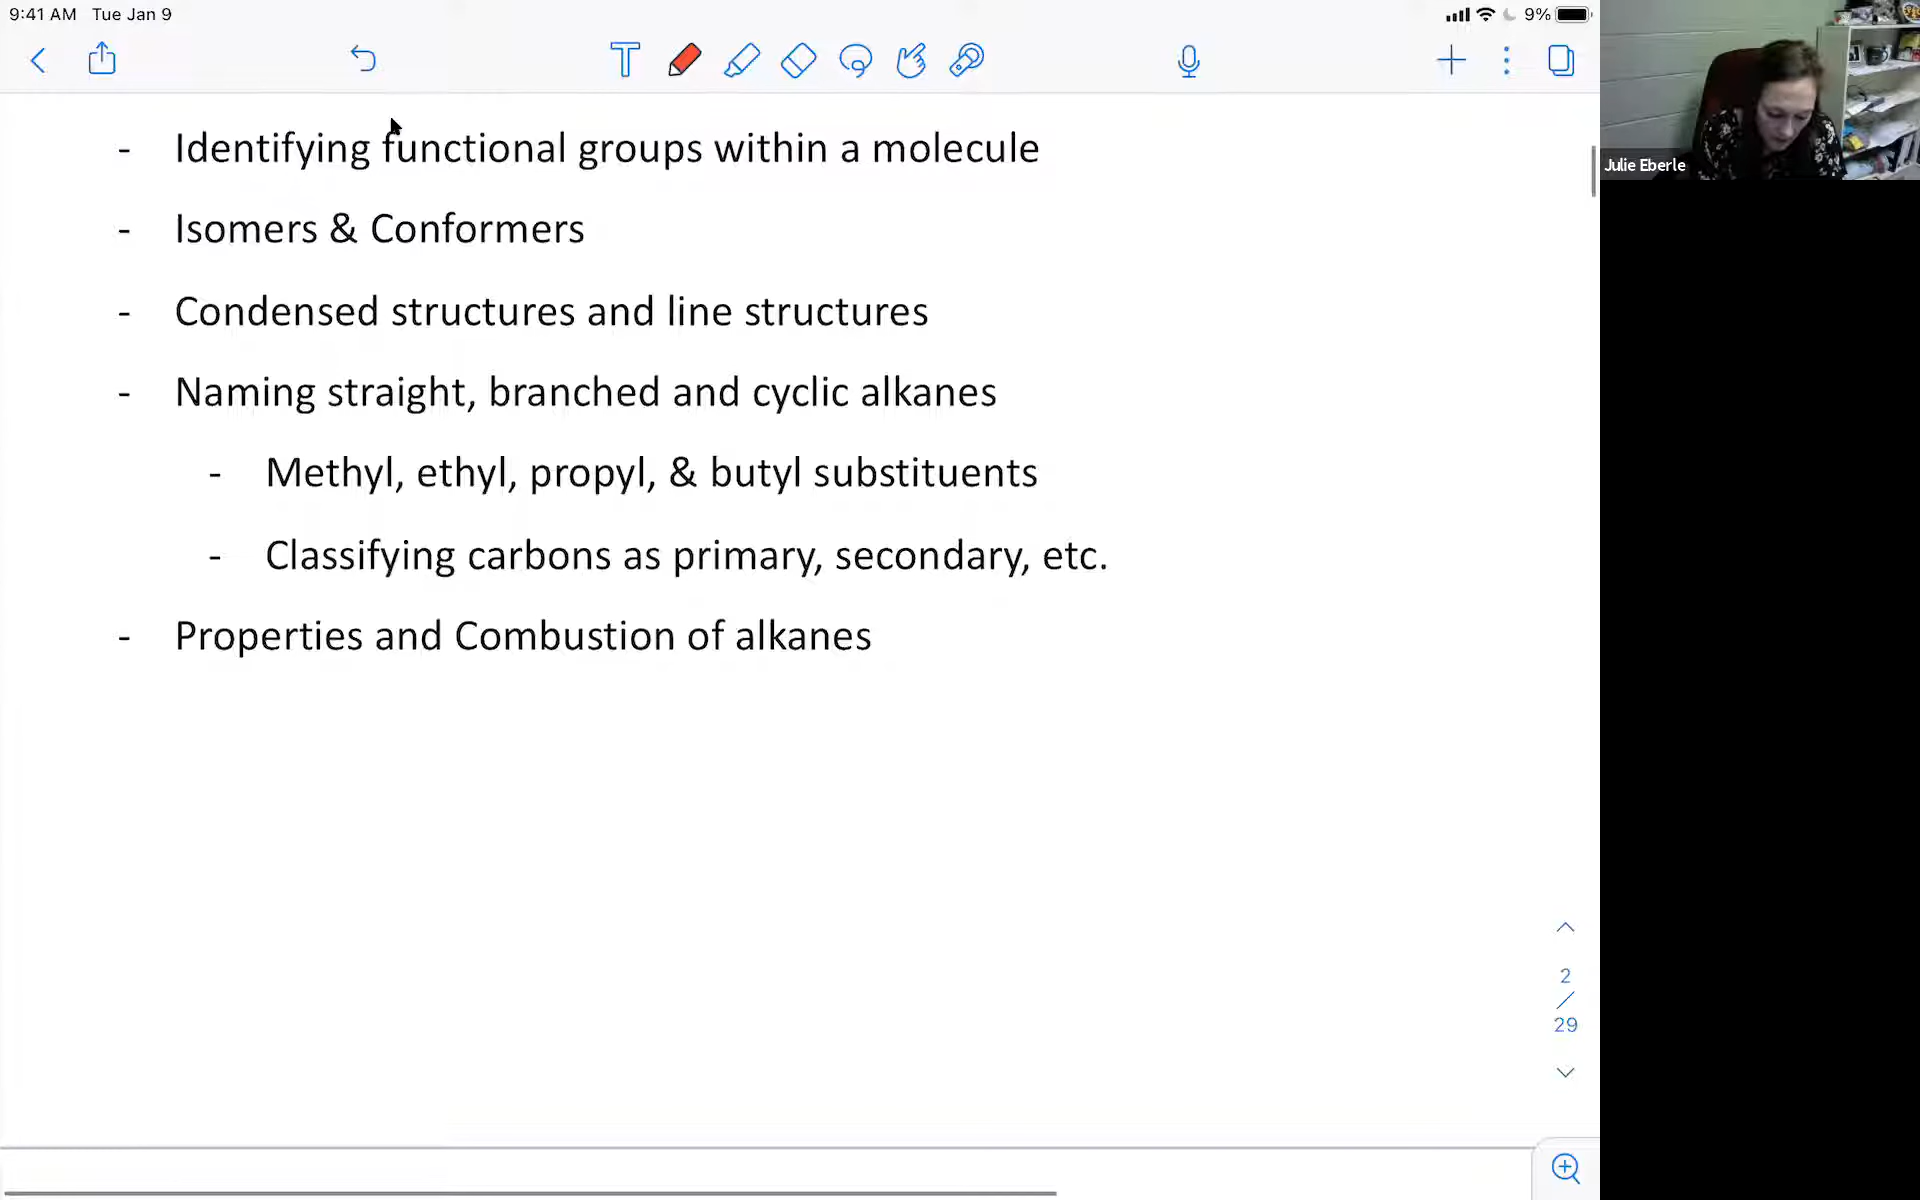 9:41 AM Tue Jan 9
9%
- Identifying functional groups within a molecule
- Isomers & Conformers
- Condensed structures and line structures
- Naming straight, branched and cyclic alkanes
- Methyl, ethyl, propyl, & butyl substituents
- Classifying carbons as primary, secondary, etc.
- Properties and Combustion of alkanes
2
/
29
Julie Eberle